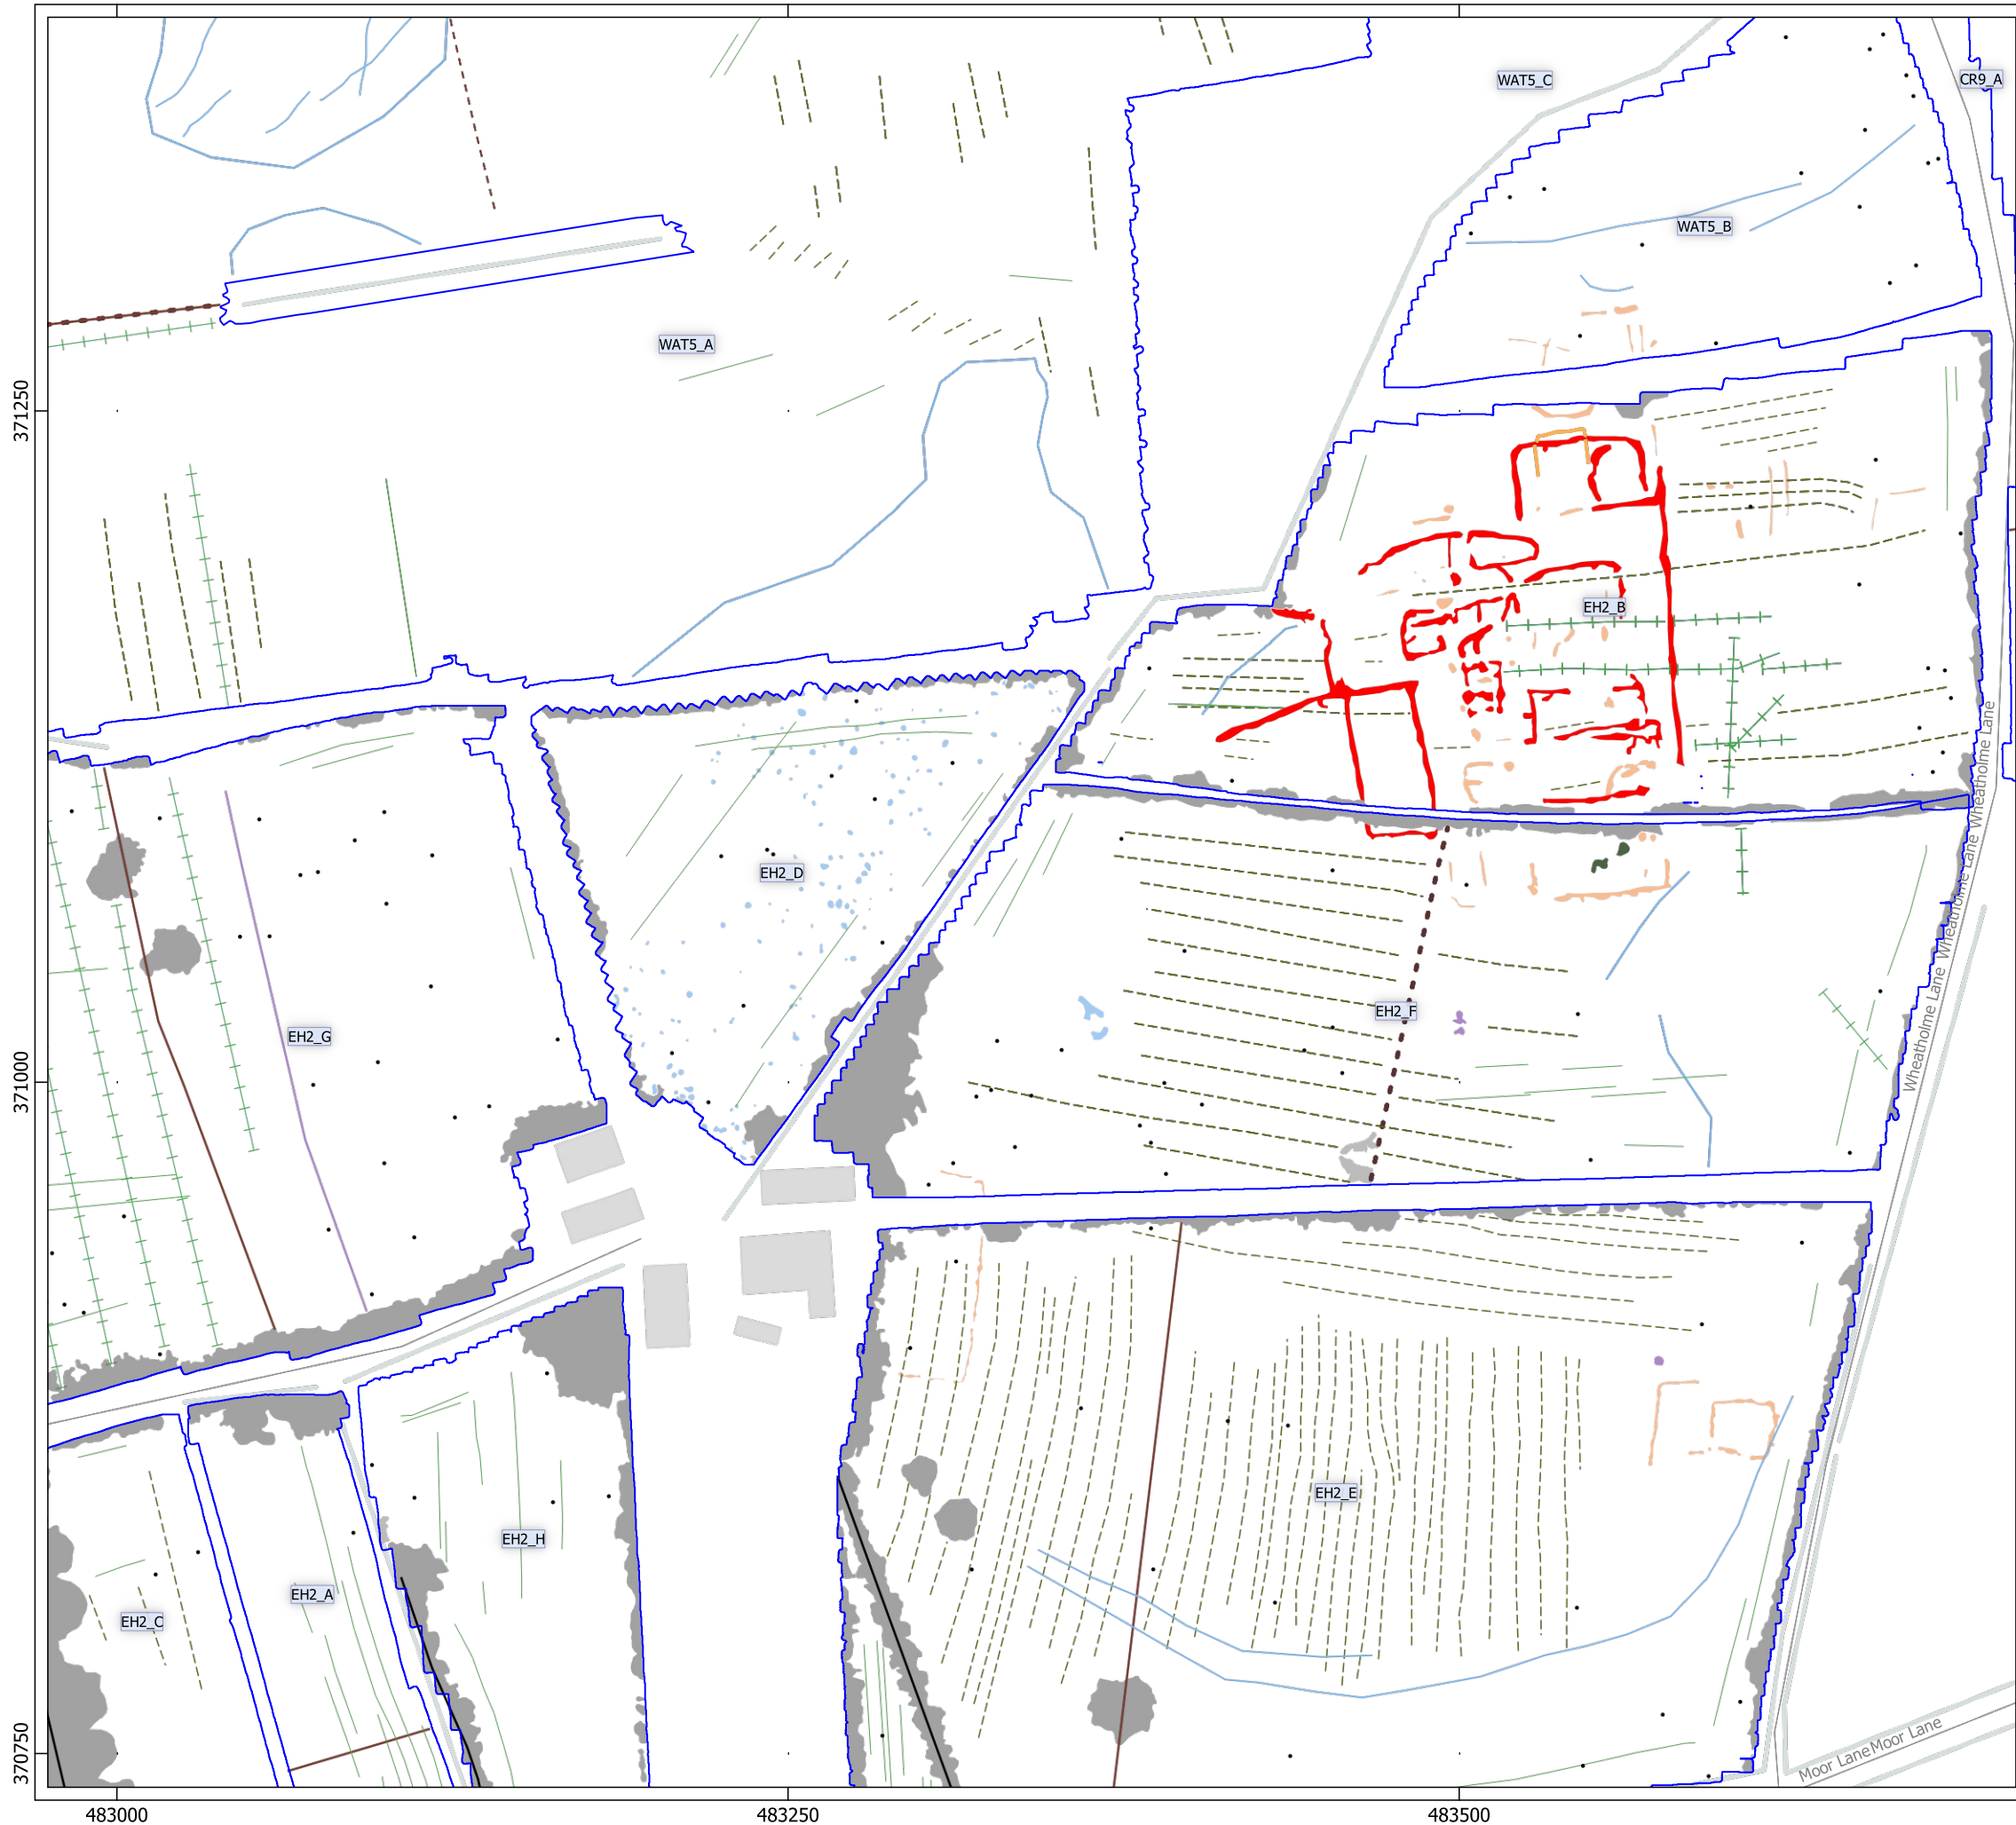 WAT5_C
CR9_A
WAT5_B
WAT5_A
371250
EH2_B
Wheatholme Lane Wheatholme Lane Wheatholme Lane
EH2_D
EH2_F
EH2_G
371000
EH2_E
EH2_H
EH2_A
EH2_C
370750
Moor Lane Moor Lane
483000
483250
483500